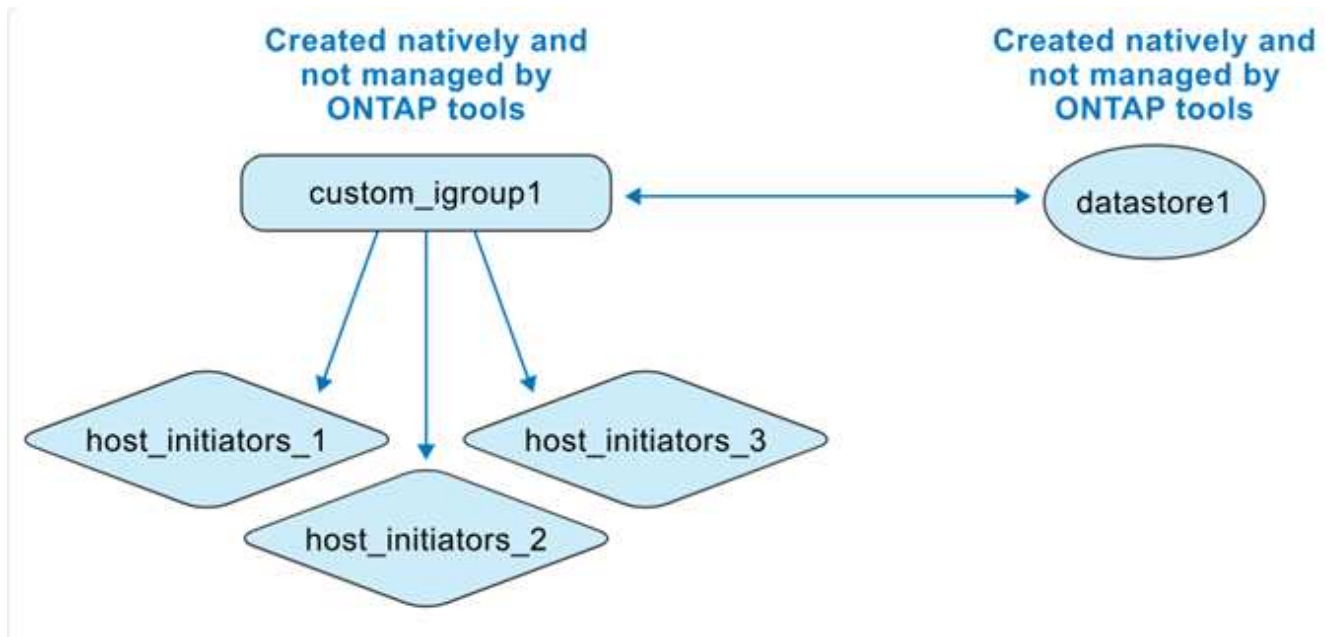 Created natively and
not managed by
ONTAP tools
Created natively and
not managed by
ONTAP tools
custom_igroup1
datastore1
host_initiators_1
host_initiators_3
host_initiators_2